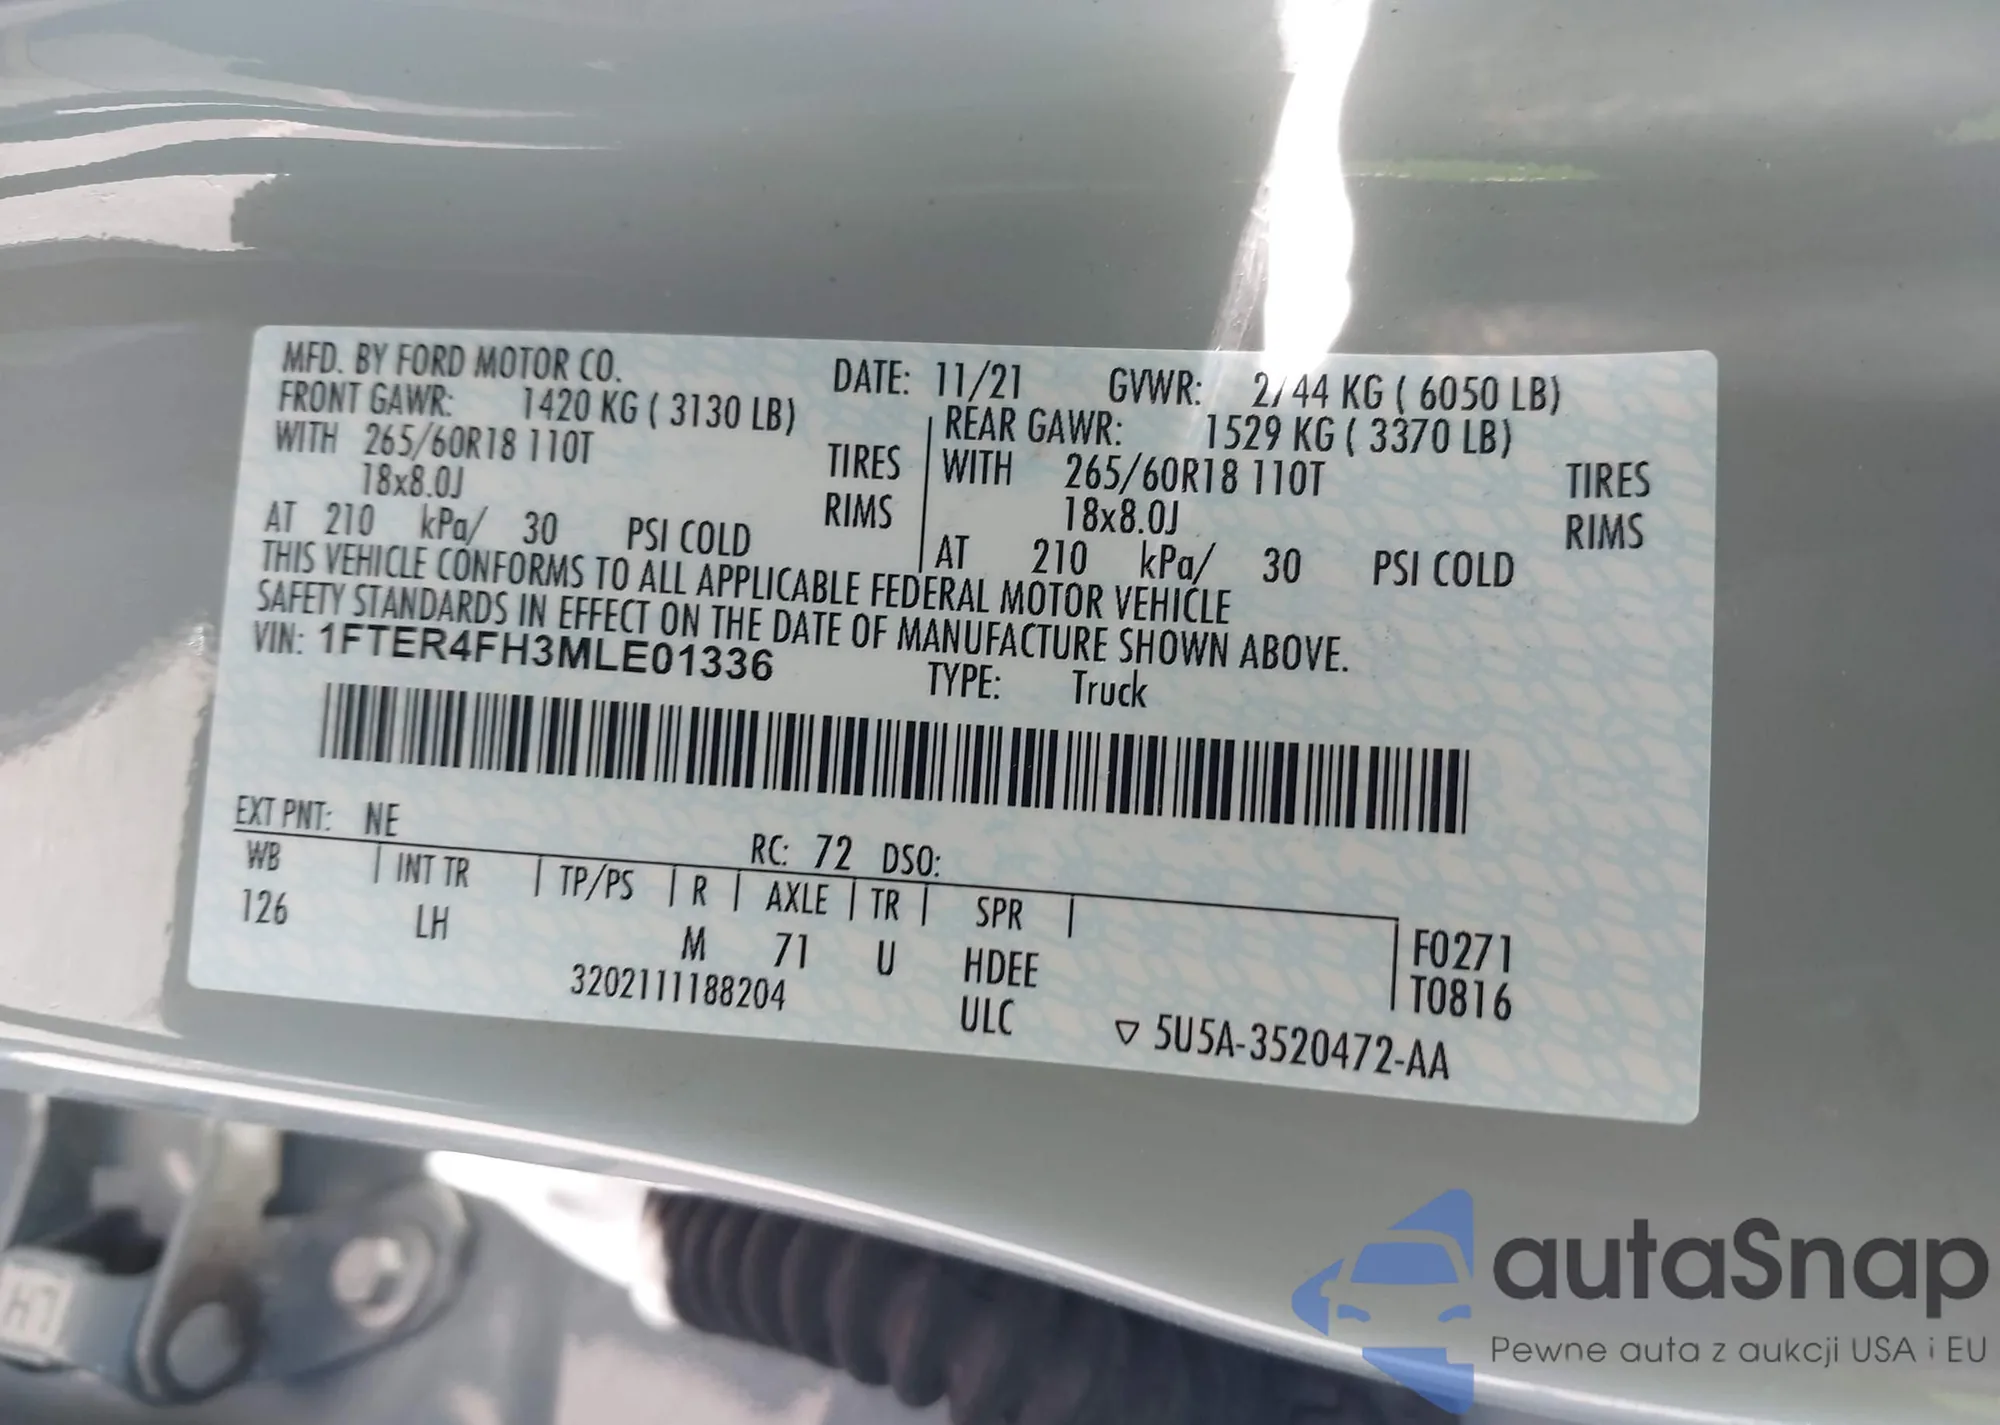 MFD. BY FORD MOTOR CO. DATE: 11/21 GVWR: 2744 KG ( 6050 LB)
FRONT GAWR: 1420 KG ( 3130 LB) REAR GAWR: 1529 KG ( 3370 LB)
WITH 265/60R18 110T TIRES WITH 265/60R18 110T TIRES
18x8.0J RIMS 18x8.0J RIMS
AT 210 kPa/ 30 PSI COLD AT 210 kPa/ 30 PSI COLD
THIS VEHICLE CONFORMS TO ALL APPLICABLE FEDERAL MOTOR VEHICLE
SAFETY STANDARDS IN EFFECT ON THE DATE OF MANUFACTURE SHOWN ABOVE.
VIN: 1FTER4FH3MLE01336 TYPE: Truck
EXT PNT: NE RC: 72 DSO:
WB INT TR TP/PS R AXLE TR SPR
126 LH M 71 U HDEE F0271
3202111188204 ULC T0816
▽ 5U5A-3520472-AA
LH
autaSnap
Pewne auta z aukcji USA i EU